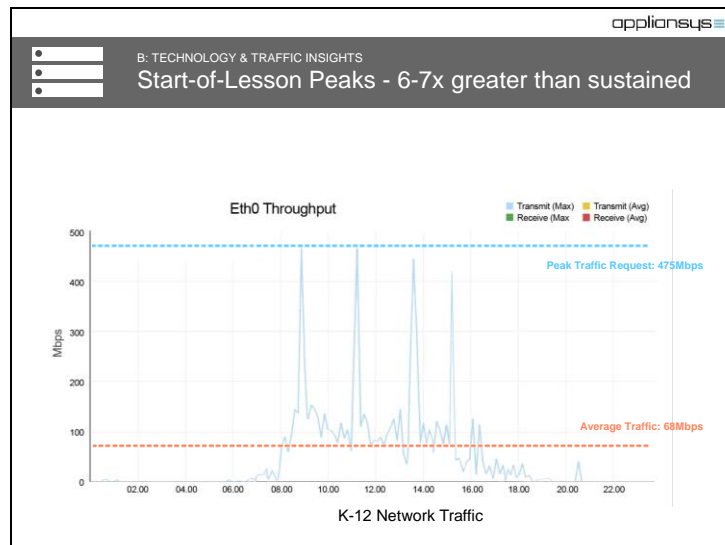 appliansys
B: TECHNOLOGY & TRAFFIC INSIGHTS
Start-of-Lesson Peaks - 6-7x greater than sustained
Eth0 Throughput
Transmit (Max) Transmit (Avg)
Receive (Max Receive (Avg)
500
Peak Traffic Request: 475Mbps
400
300
Mbps
200
100
Average Traffic: 68Mbps
0
02.00 04.00 06.00 08.00 10.00 12.00 14.00 16.00 18.00 20.00 22.00
K-12 Network Traffic